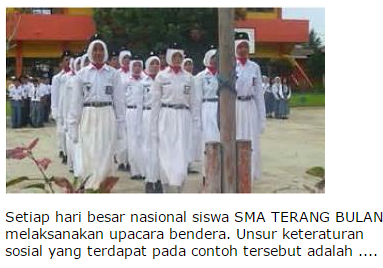 Setiap hari besar nasional siswa SMA TERANG BULAN
melaksanakan upacara bendera. Unsur keteraturan
sosial yang terdapat pada contoh tersebut adalah ....